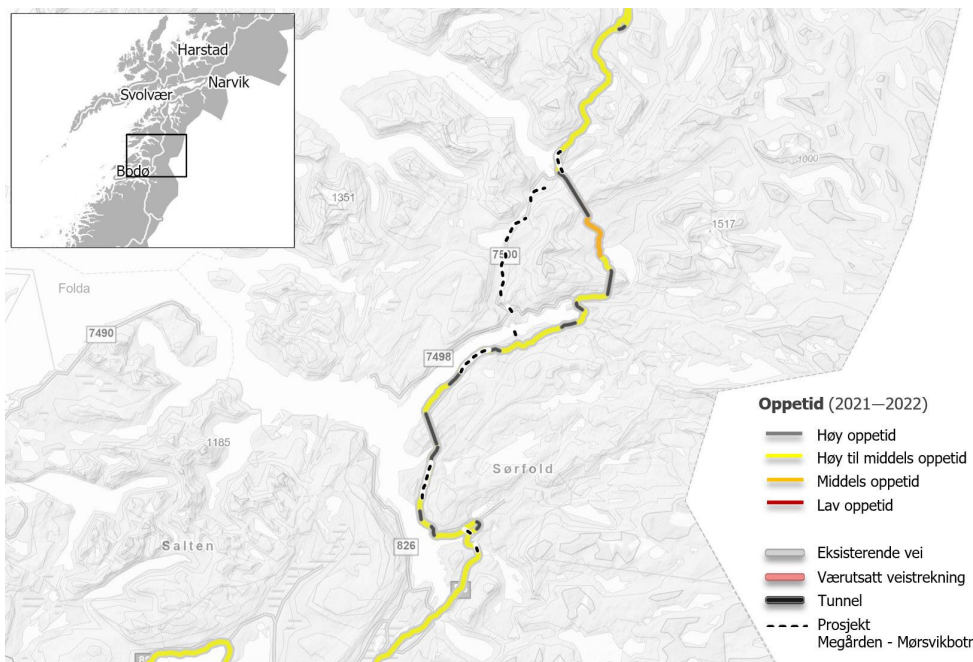 Harstad
Narvik
Svolvær
Bodø
1000
1351
1517
7500
Folda
7490
7498
1185
Sørfold
826
Salten
Oppetid (2021—2022)
Høy oppetid
Høy til middels oppetid
Middels oppetid
Lav oppetid
Eksisterende vei
Værutsatt veistrekning
Tunnel
Prosjekt
Megården - Mørsvikbotn